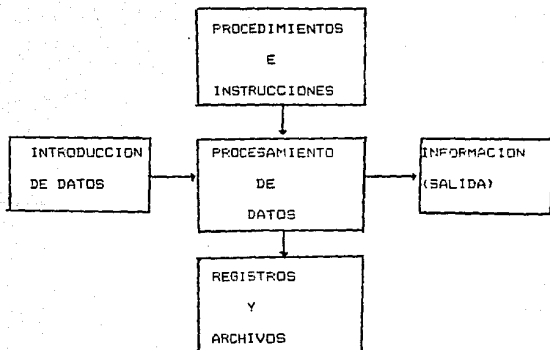 PROCEDIMIENTOS
E
INSTRUCCIONES
INTRODUCCION
DE DATOS
PROCESAMIENTO
DE
DATOS
INFORMACION
(SALIDA)
REGISTROS
Y
ARCHIVOS